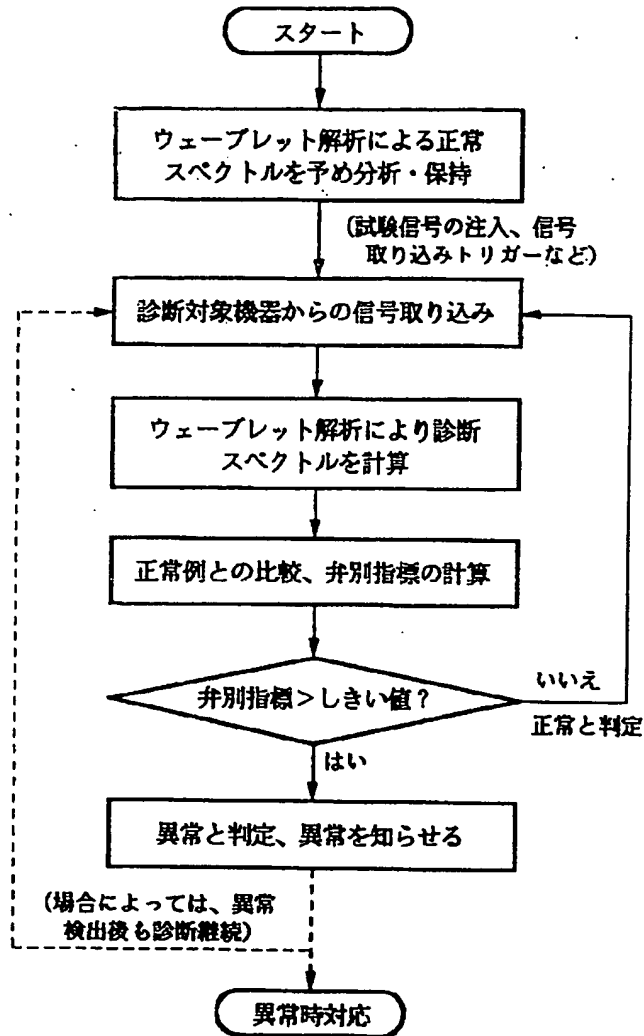 スタート
ウェーブレット解析による正常
スペクトルを予め分析・保持
(試験信号の注入、信号
取り込みトリガーなど)
診断対象機器からの信号取り込み
ウェーブレット解析により診断
スペクトルを計算
正常例との比較、弁別指標の計算
弁別指標>しきい値?
いいえ
正常と判定
はい
異常と判定、異常を知らせる
(場合によっては、異常
検出後も診断継続)
異常時対応